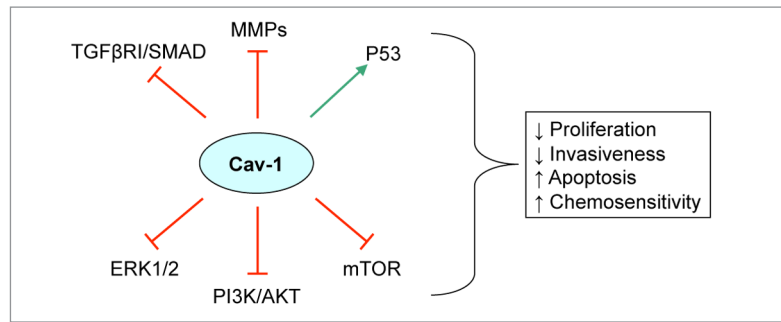 MMPs
TGFβRI/SMAD
P53
Cav-1
ERK1/2
PI3K/AKT
mTOR
↓ Proliferation
↓ Invasiveness
↑ Apoptosis
↑ Chemosensitivity